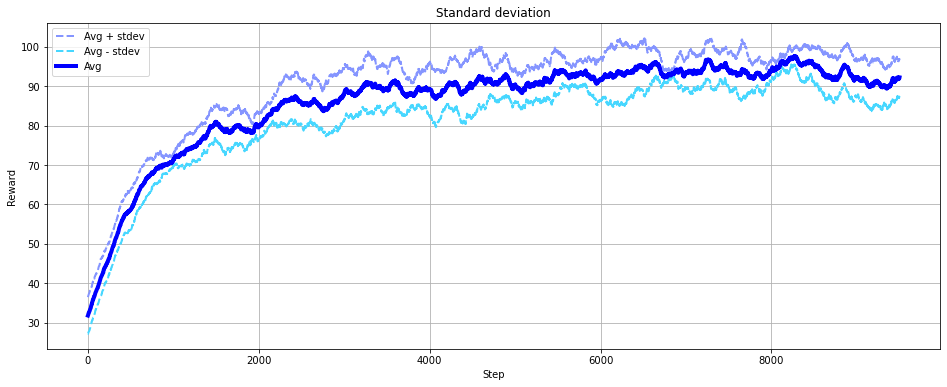 Standard deviation
Avg + stdev
Avg - stdev
Avg
Reward
100
90
80
70
60
50
40
30
0 2000 4000 6000 8000
Step